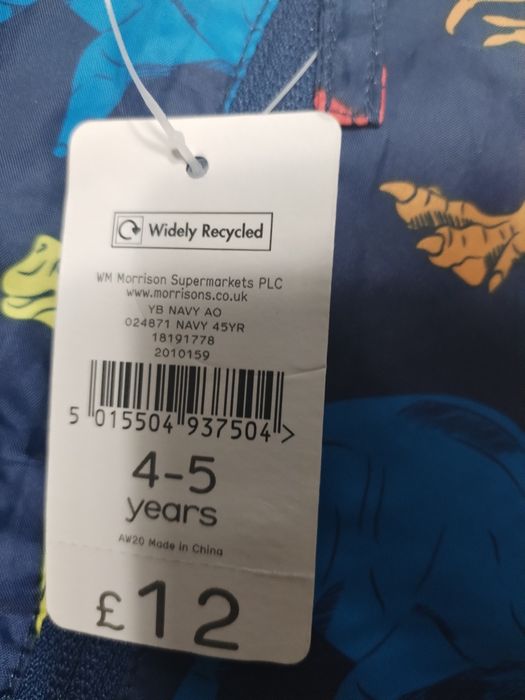 Widely Recycled
WM Morrison Supermarkets PLC
www.morrisons.co.uk
YB NAVY AO
024871 NAVY 45YR
18191778
2010159
5 015504 937504 >
4-5
years
AW20 Made in China
£12